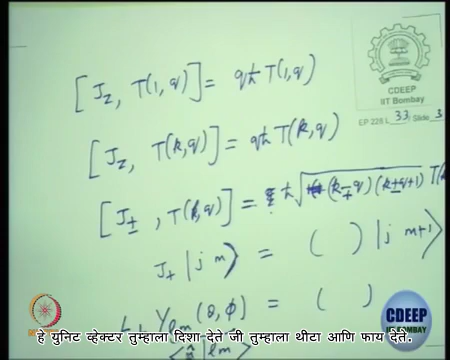 CDEEP
IIT Bombay
EP 228 L 33 / Slide 3
[J_z, T(1,q)] = qħ T(1,q)
[J_z, T(k,q)] = qħ T(k,q)
[J_±, T(k,q)] = ħ √(k∓q)(k±q+1) T(k
J_+ |j m⟩ = ( ) |j m+1⟩
Y_lm (θ,φ) = ( )
⟨n̂|lm⟩
CDEEP
IIT BOMBAY
हे युनिट व्हेक्टर तुम्हाला दिशा देते जी तुम्हाला थीटा आणि फाय देते.